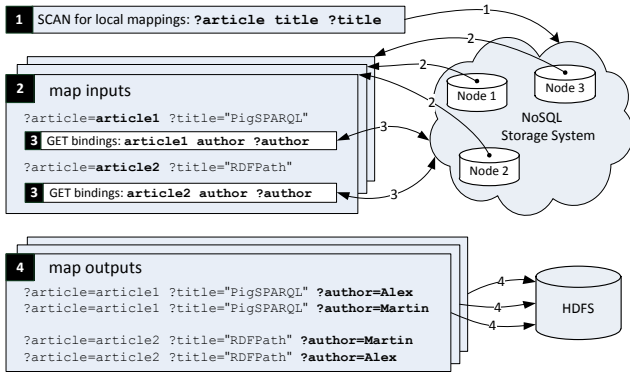 1 SCAN for local mappings: ?article title ?title
1
2
2
2
2 map inputs
?article=article1 ?title="PigSPARQL"
3 GET bindings: article1 author ?author
?article=article2 ?title="RDFPath"
3 GET bindings: article2 author ?author
3
3
Node 1
Node 3
NoSQL
Storage System
Node 2
4 map outputs
?article=article1 ?title="PigSPARQL" ?author=Alex
?article=article1 ?title="PigSPARQL" ?author=Martin
?article=article2 ?title="RDFPath" ?author=Martin
?article=article2 ?title="RDFPath" ?author=Alex
4
4
4
HDFS